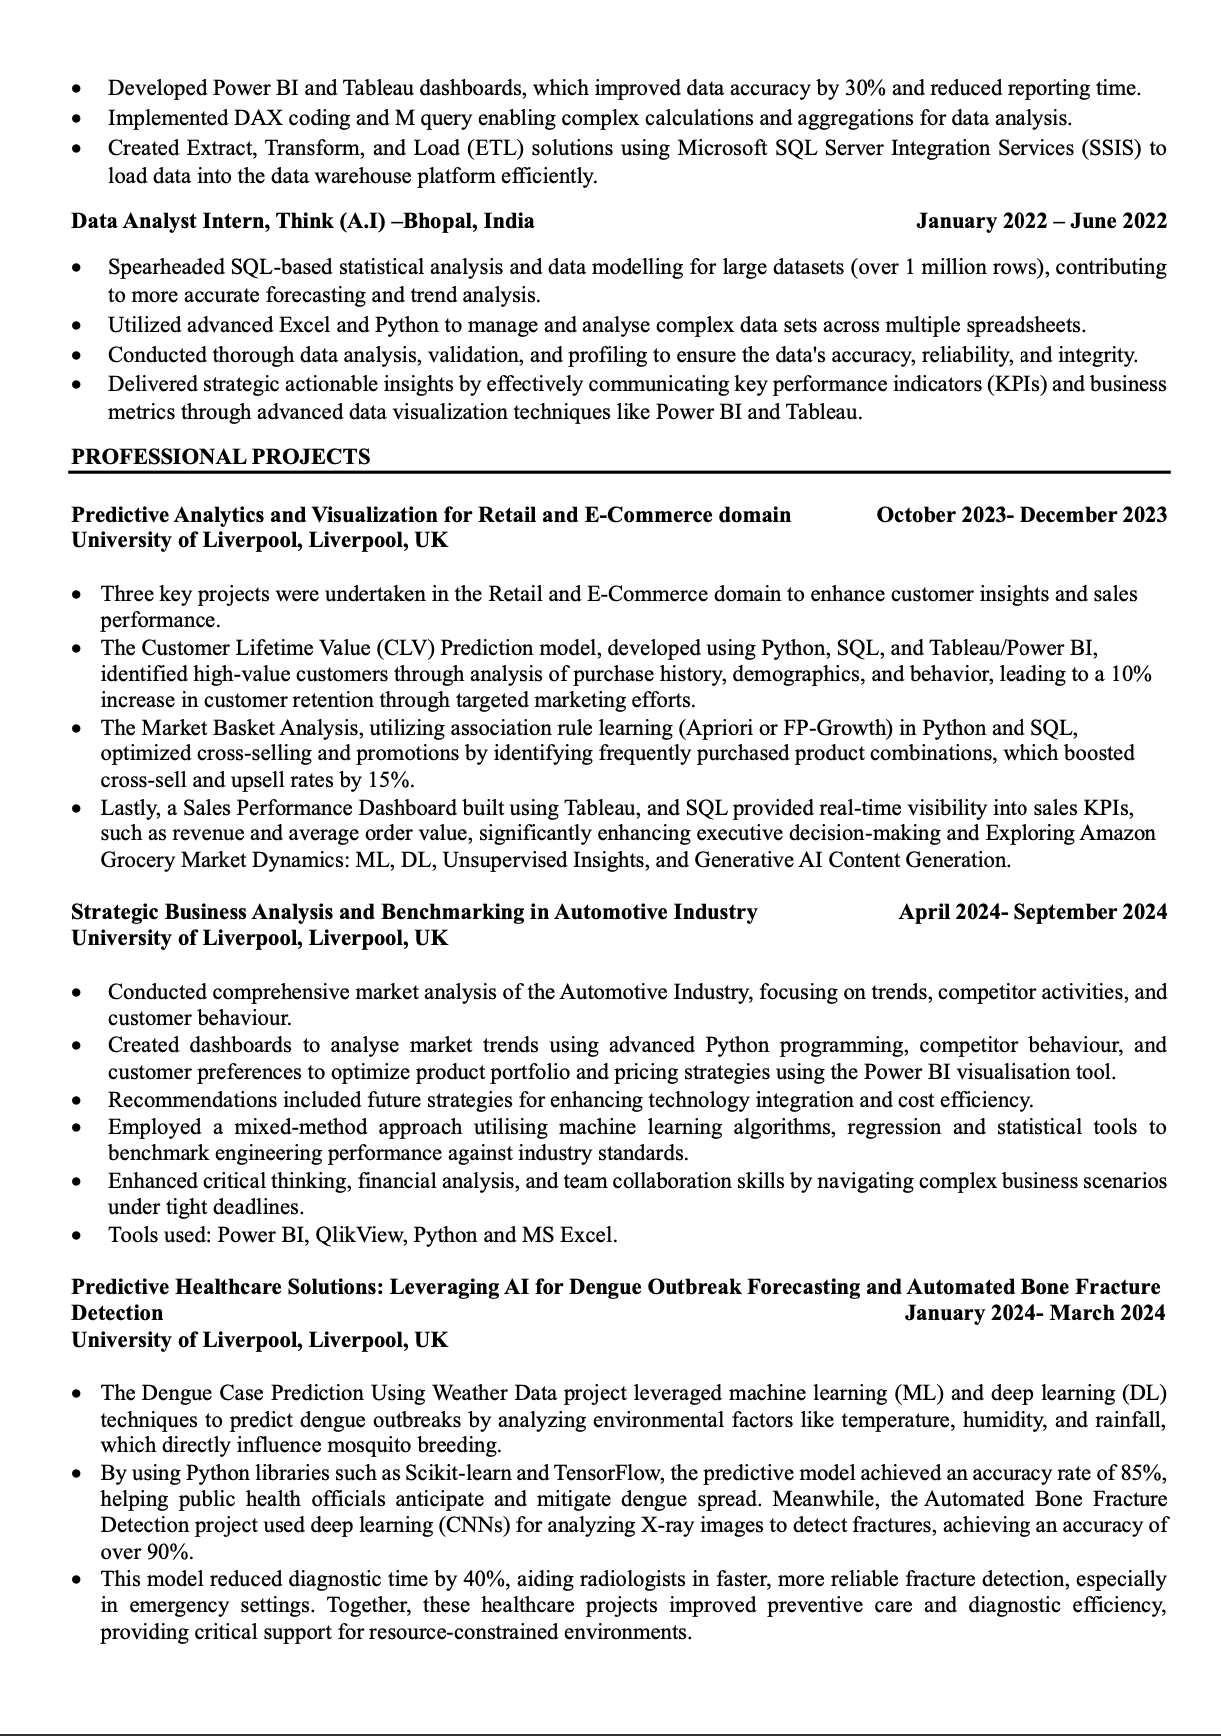 • Developed Power BI and Tableau dashboards, which improved data accuracy by 30% and reduced reporting time.
• Implemented DAX coding and M query enabling complex calculations and aggregations for data analysis.
• Created Extract, Transform, and Load (ETL) solutions using Microsoft SQL Server Integration Services (SSIS) to
load data into the data warehouse platform efficiently.
Data Analyst Intern, Think (A.I) –Bhopal, India January 2022 – June 2022
• Spearheaded SQL-based statistical analysis and data modelling for large datasets (over 1 million rows), contributing
to more accurate forecasting and trend analysis.
• Utilized advanced Excel and Python to manage and analyse complex data sets across multiple spreadsheets.
• Conducted thorough data analysis, validation, and profiling to ensure the data's accuracy, reliability, and integrity.
• Delivered strategic actionable insights by effectively communicating key performance indicators (KPIs) and business
metrics through advanced data visualization techniques like Power BI and Tableau.
PROFESSIONAL PROJECTS
Predictive Analytics and Visualization for Retail and E-Commerce domain October 2023- December 2023
University of Liverpool, Liverpool, UK
• Three key projects were undertaken in the Retail and E-Commerce domain to enhance customer insights and sales
performance.
• The Customer Lifetime Value (CLV) Prediction model, developed using Python, SQL, and Tableau/Power BI,
identified high-value customers through analysis of purchase history, demographics, and behavior, leading to a 10%
increase in customer retention through targeted marketing efforts.
• The Market Basket Analysis, utilizing association rule learning (Apriori or FP-Growth) in Python and SQL,
optimized cross-selling and promotions by identifying frequently purchased product combinations, which boosted
cross-sell and upsell rates by 15%.
• Lastly, a Sales Performance Dashboard built using Tableau, and SQL provided real-time visibility into sales KPIs,
such as revenue and average order value, significantly enhancing executive decision-making and Exploring Amazon
Grocery Market Dynamics: ML, DL, Unsupervised Insights, and Generative AI Content Generation.
Strategic Business Analysis and Benchmarking in Automotive Industry April 2024- September 2024
University of Liverpool, Liverpool, UK
• Conducted comprehensive market analysis of the Automotive Industry, focusing on trends, competitor activities, and
customer behaviour.
• Created dashboards to analyse market trends using advanced Python programming, competitor behaviour, and
customer preferences to optimize product portfolio and pricing strategies using the Power BI visualisation tool.
• Recommendations included future strategies for enhancing technology integration and cost efficiency.
• Employed a mixed-method approach utilising machine learning algorithms, regression and statistical tools to
benchmark engineering performance against industry standards.
• Enhanced critical thinking, financial analysis, and team collaboration skills by navigating complex business scenarios
under tight deadlines.
• Tools used: Power BI, QlikView, Python and MS Excel.
Predictive Healthcare Solutions: Leveraging AI for Dengue Outbreak Forecasting and Automated Bone Fracture
Detection January 2024- March 2024
University of Liverpool, Liverpool, UK
• The Dengue Case Prediction Using Weather Data project leveraged machine learning (ML) and deep learning (DL)
techniques to predict dengue outbreaks by analyzing environmental factors like temperature, humidity, and rainfall,
which directly influence mosquito breeding.
• By using Python libraries such as Scikit-learn and TensorFlow, the predictive model achieved an accuracy rate of 85%,
helping public health officials anticipate and mitigate dengue spread. Meanwhile, the Automated Bone Fracture
Detection project used deep learning (CNNs) for analyzing X-ray images to detect fractures, achieving an accuracy of
over 90%.
• This model reduced diagnostic time by 40%, aiding radiologists in faster, more reliable fracture detection, especially
in emergency settings. Together, these healthcare projects improved preventive care and diagnostic efficiency,
providing critical support for resource-constrained environments.